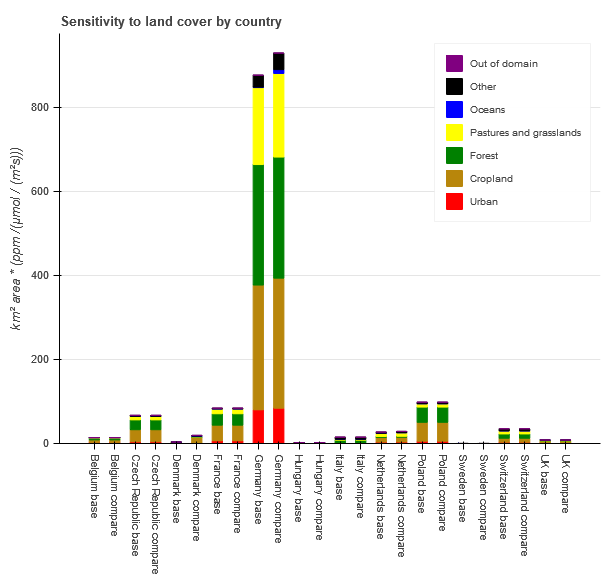 Sensitivity to land cover by country
km² area * (ppm /(μmol / (m²s)))
800
600
400
200
0
Out of domain
Other
Oceans
Pastures and grasslands
Forest
Cropland
Urban
Belgium base
Belgium compare
Czech Republic base
Czech Republic compare
Denmark base
Denmark compare
France base
France compare
Germany base
Germany compare
Hungary base
Hungary compare
Italy base
Italy compare
Netherlands base
Netherlands compare
Poland base
Poland compare
Sweden base
Sweden compare
Switzerland base
Switzerland compare
UK base
UK compare